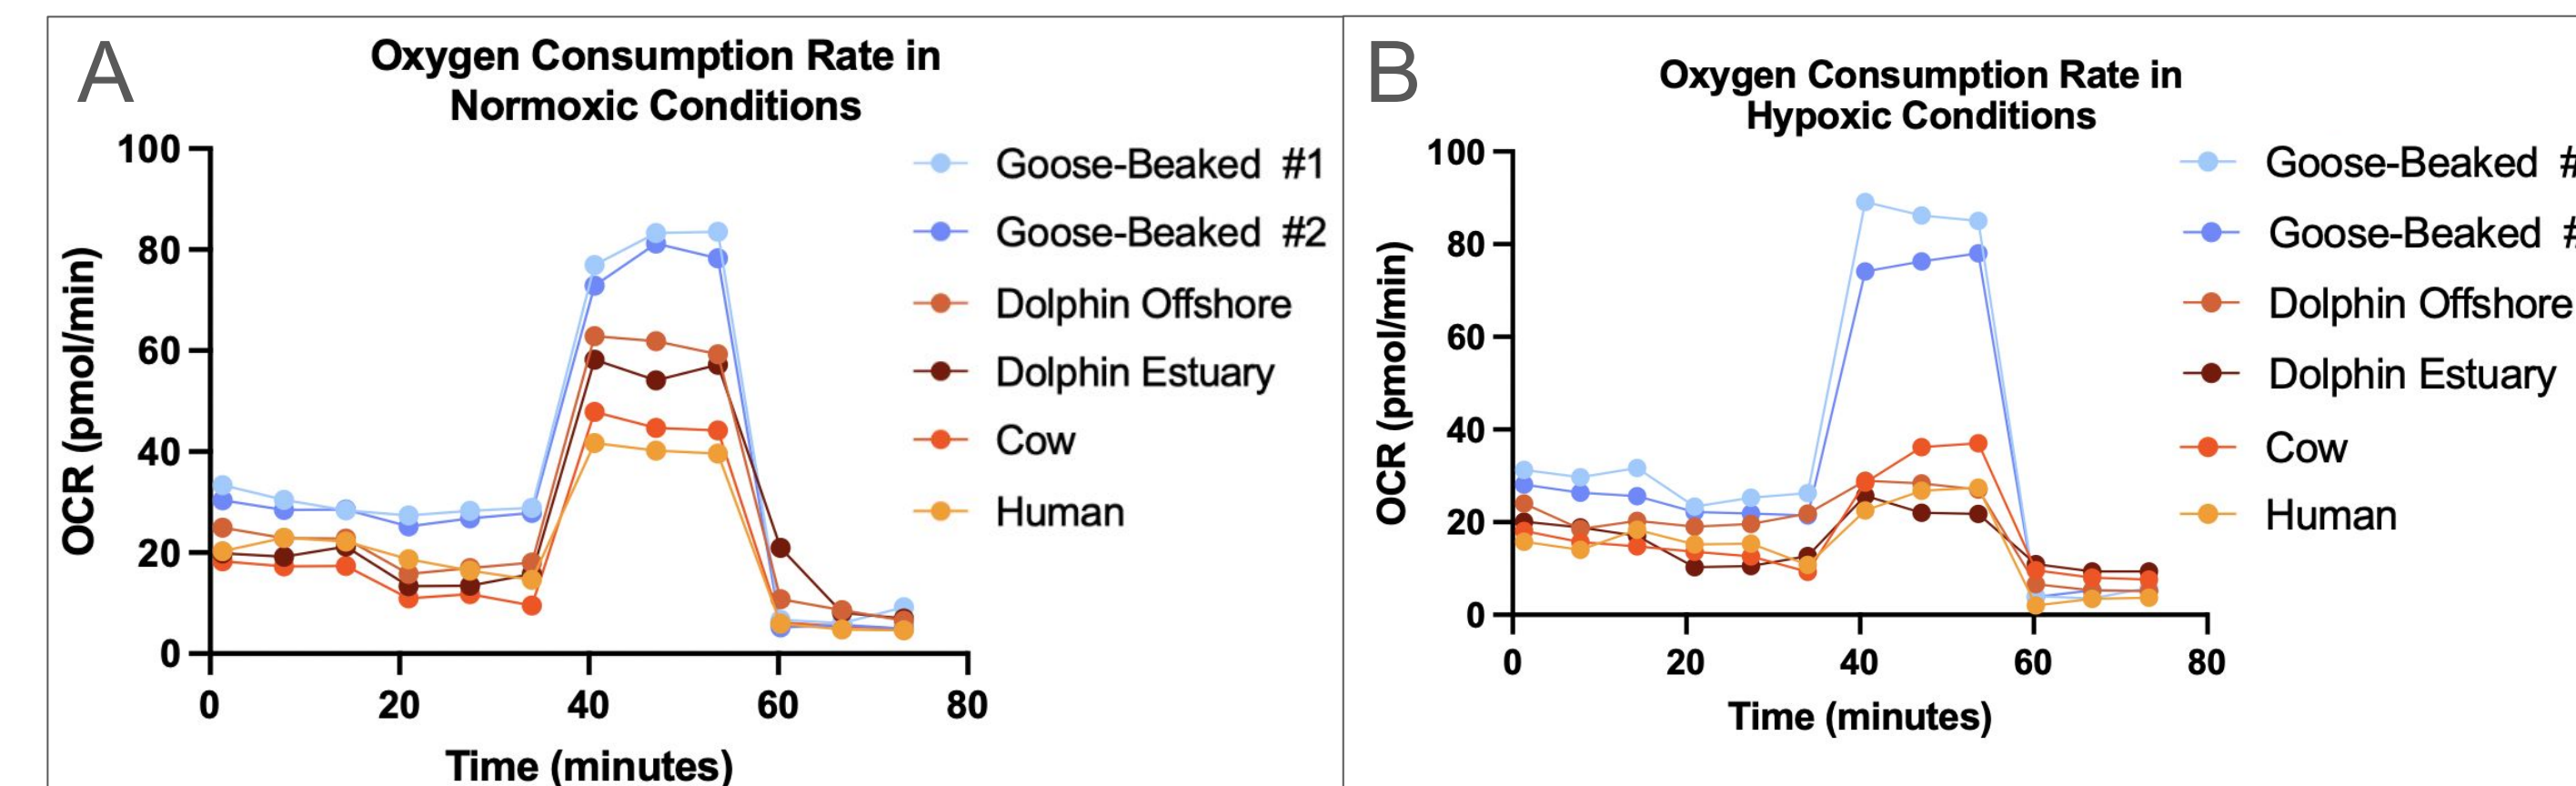 A
Oxygen Consumption Rate in
Normoxic Conditions
OCR (pmol/min)
100
80
60
40
20
0
0 20 40 60 80
Time (minutes)
Goose-Beaked #1
Goose-Beaked #2
Dolphin Offshore
Dolphin Estuary
Cow
Human
B
Oxygen Consumption Rate in
Hypoxic Conditions
OCR (pmol/min)
100
80
60
40
20
0
0 20 40 60 80
Time (minutes)
Goose-Beaked #
Goose-Beaked #
Dolphin Offshore
Dolphin Estuary
Cow
Human